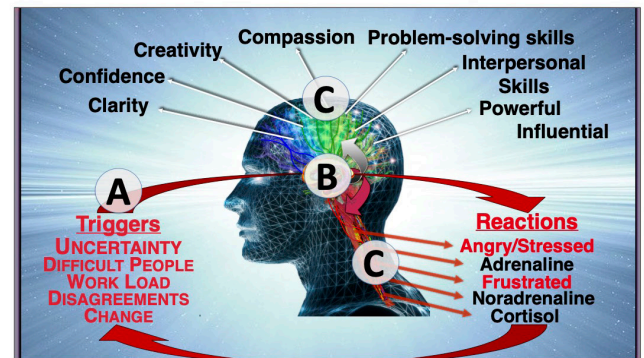 Compassion
Creativity
Confidence
Clarity
Problem-solving skills
Interpersonal
Skills
Powerful
Influential
C
B
A
C
Triggers
UNCERTAINTY
DIFFICULT PEOPLE
WORK LOAD
DISAGREEMENTS
CHANGE
Reactions
Angry/Stressed
Adrenaline
Frustrated
Noradrenaline
Cortisol